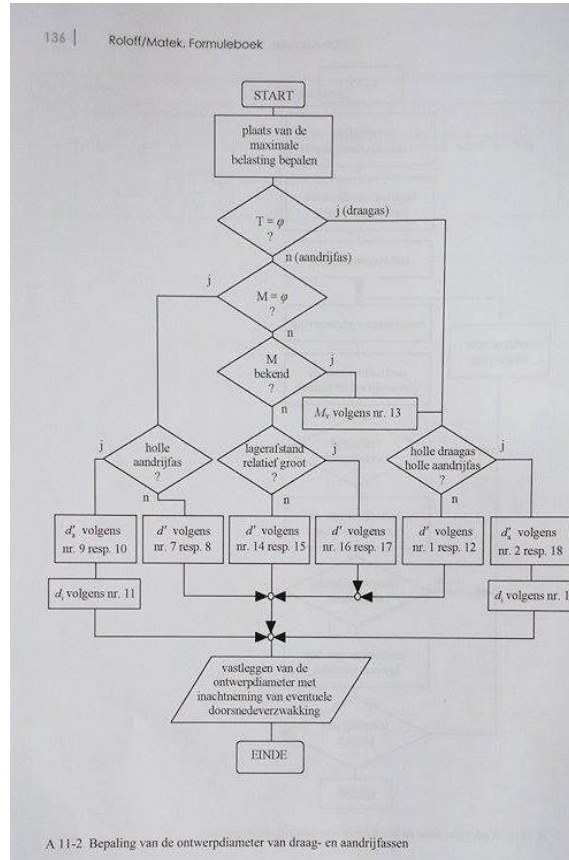 136 | Roloff/Matek, Formuleboek
START
plaats van de
maximale
belasting bepalen
T = φ
?
j (draagas)
n (aandrijfas)
j
M = φ
?
n
M
bekend
?
j
n
Mv volgens nr. 13
j
holle
aandrijfas
?
n
lagerafstand
relatief groot
?
j
n
holle draagas
holle aandrijfas
?
j
n
d'a volgens
nr. 9 resp. 10
d' volgens
nr. 7 resp. 8
d' volgens
nr. 14 resp. 15
d' volgens
nr. 16 resp. 17
d' volgens
nr. 1 resp. 12
d'a volgens
nr. 2 resp. 18
di volgens nr. 11
di volgens nr. 1
vastleggen van de
ontwerpdiameter met
inachtneming van eventuele
doorsnedeverzwakking
EINDE
A 11-2 Bepaling van de ontwerpdiameter van draag- en aandrijfassen